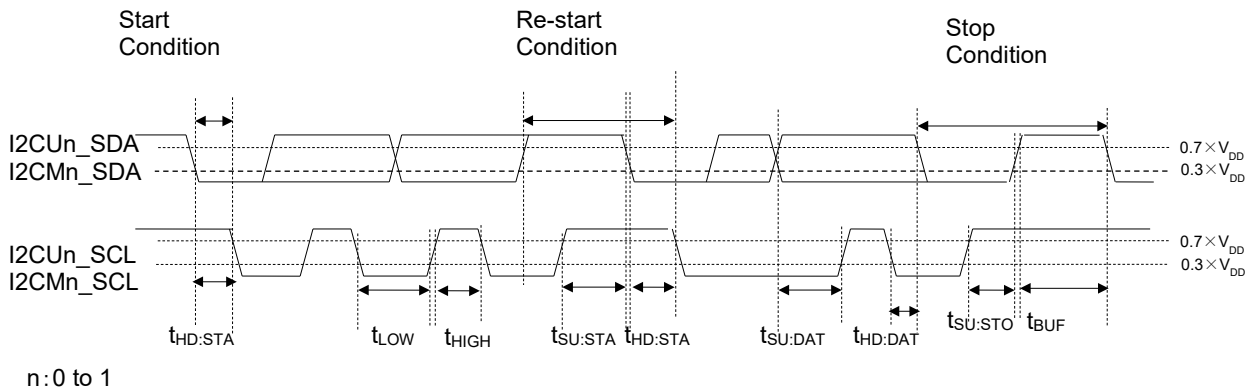 Start
Condition
Re-start
Condition
Stop
Condition
I2CUn_SDA
I2CMn_SDA
0.7×VDD
0.3×VDD
I2CUn_SCL
I2CMn_SCL
0.7×VDD
0.3×VDD
tHD:STA
tLOW
tHIGH
tSU:STA
tHD:STA
tSU:DAT
tHD:DAT
tSU:STO
tBUF
n:0 to 1